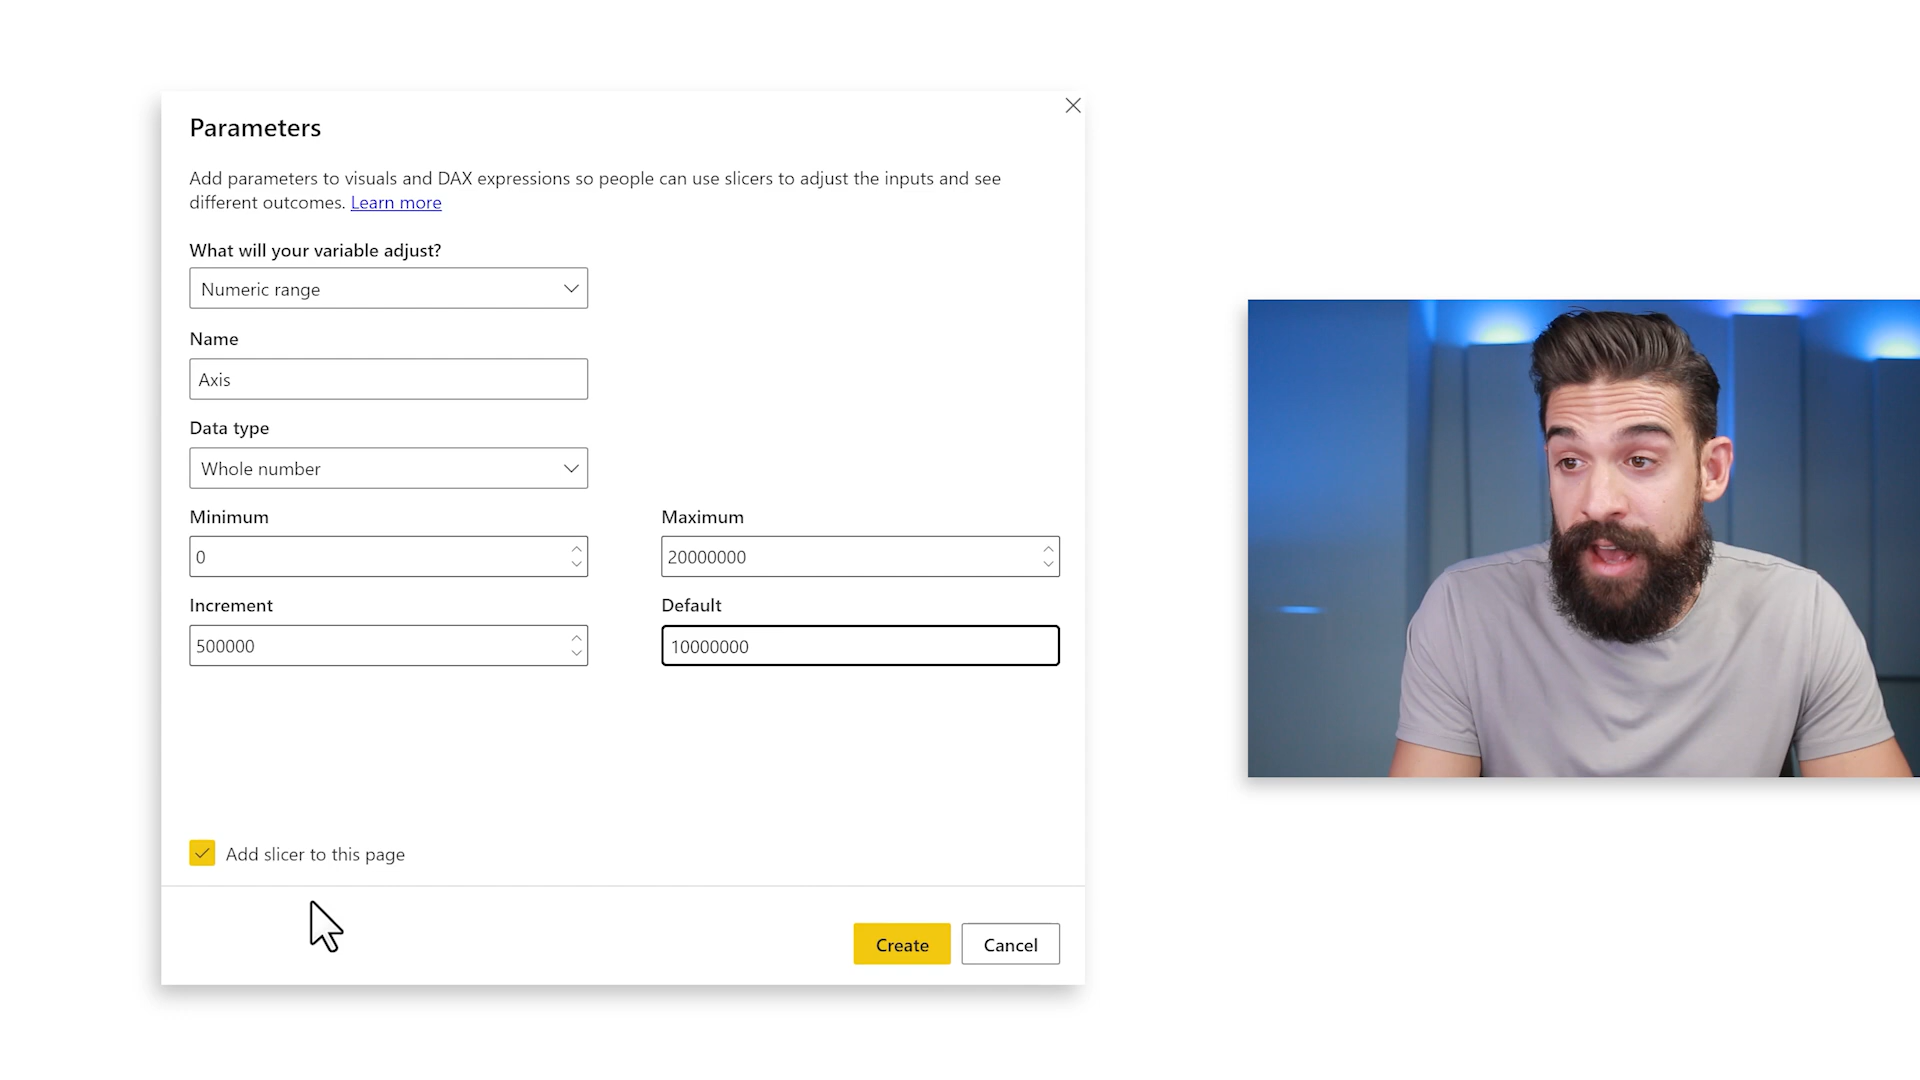 Parameters
Add parameters to visuals and DAX expressions so people can use slicers to adjust the inputs and see
different outcomes. Learn more
What will your variable adjust?
Numeric range
Name
Axis
Data type
Whole number
Minimum
Maximum
0
20000000
Increment
Default
500000
10000000
Add slicer to this page
Create
Cancel